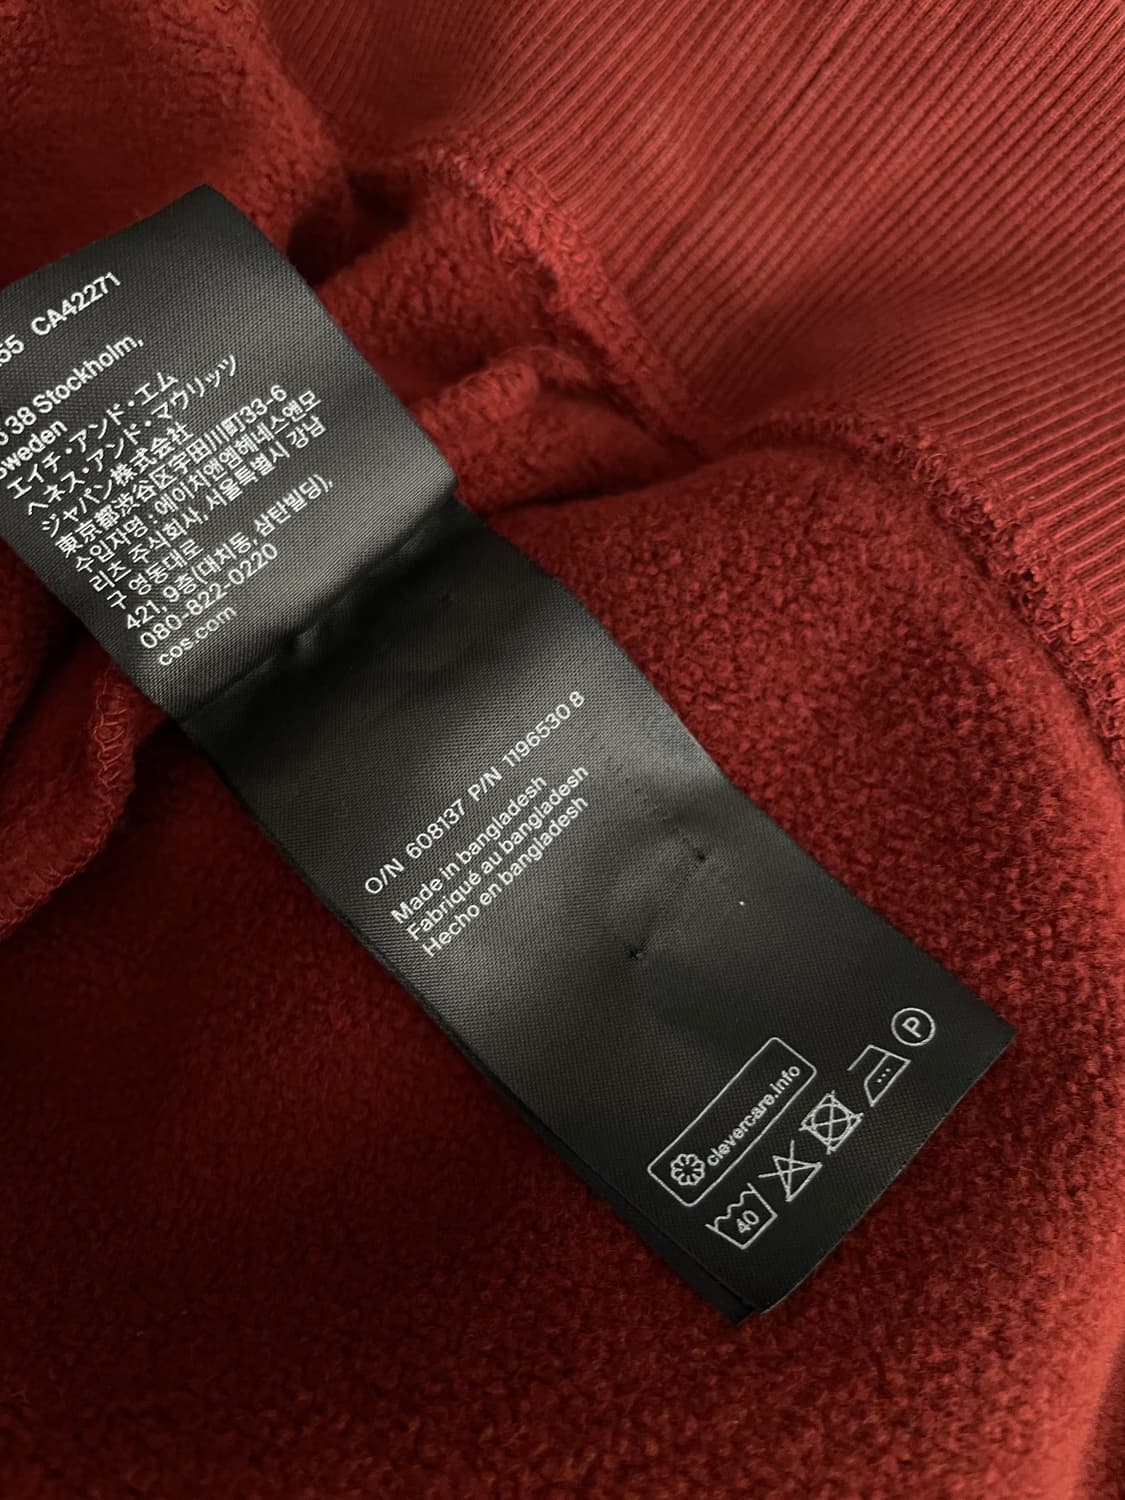 55 CA42271
38 Stockholm,
Sweden
エイチ・アンド・エム
ヘネス・アンド・マウリッツ
ジャパン株式会社
東京都渋谷区宇田川町33-6
수입자명 : 에이치앤엠헤네스앤모
리츠 주식회사, 서울특별시 강남
구 영동대로
421, 9층(대치동, 삼탄빌딩),
080-822-0220
cos.com
O/N 608137 P/N 1196530 8
Made in bangladesh
Fabriqué au bangladesh
Hecho en bangladesh
clevercare.info
40
P